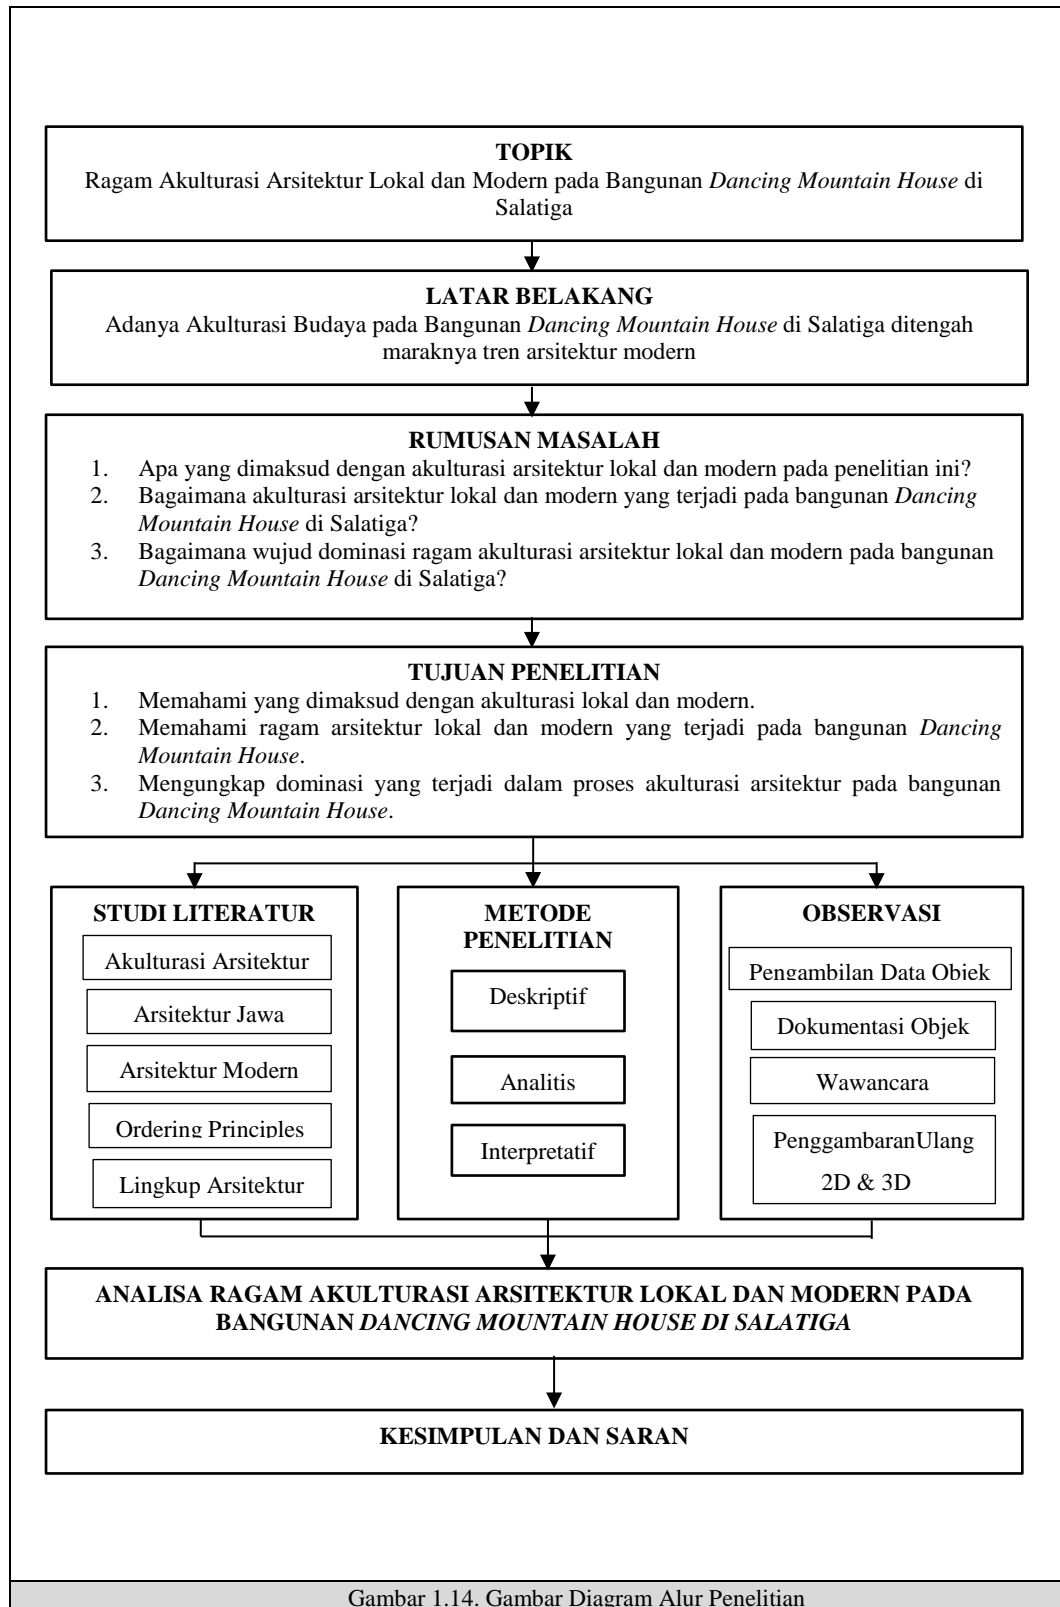 TOPIK
Ragam Akulturasi Arsitektur Lokal dan Modern pada Bangunan Dancing Mountain House di
Salatiga
LATAR BELAKANG
Adanya Akulturasi Budaya pada Bangunan Dancing Mountain House di Salatiga ditengah
maraknya tren arsitektur modern
RUMUSAN MASALAH
1. Apa yang dimaksud dengan akulturasi arsitektur lokal dan modern pada penelitian ini?
2. Bagaimana akulturasi arsitektur lokal dan modern yang terjadi pada bangunan Dancing
Mountain House di Salatiga?
3. Bagaimana wujud dominasi ragam akulturasi arsitektur lokal dan modern pada bangunan
Dancing Mountain House di Salatiga?
TUJUAN PENELITIAN
1. Memahami yang dimaksud dengan akulturasi lokal dan modern.
2. Memahami ragam arsitektur lokal dan modern yang terjadi pada bangunan Dancing
Mountain House.
3. Mengungkap dominasi yang terjadi dalam proses akulturasi arsitektur pada bangunan
Dancing Mountain House.
STUDI LITERATUR
Akulturasi Arsitektur
Arsitektur Jawa
Arsitektur Modern
Ordering Principles
Lingkup Arsitektur
METODE
PENELITIAN
Deskriptif
Analitis
Interpretatif
OBSERVASI
Pengambilan Data Objek
Dokumentasi Objek
Wawancara
PenggambaranUlang
2D & 3D
ANALISA RAGAM AKULTURASI ARSITEKTUR LOKAL DAN MODERN PADA
BANGUNAN DANCING MOUNTAIN HOUSE DI SALATIGA
KESIMPULAN DAN SARAN
Gambar 1.14. Gambar Diagram Alur Penelitian